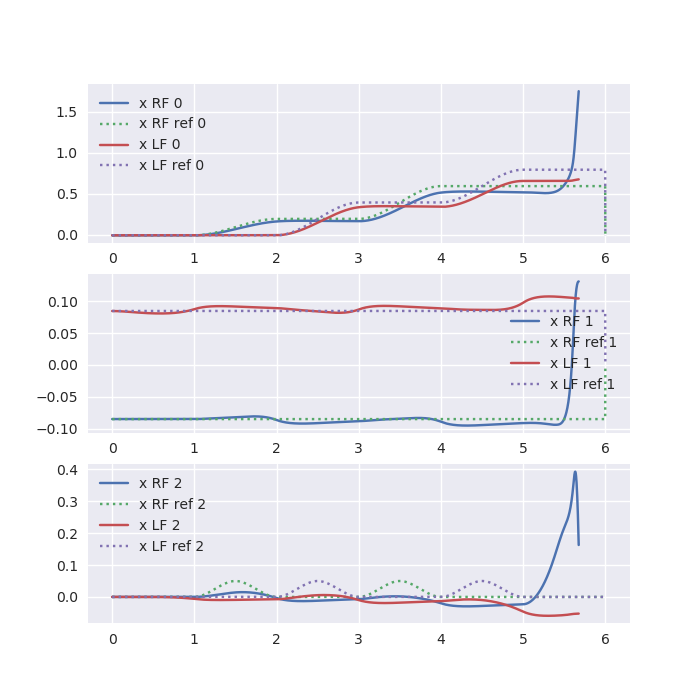 x RF 0
x RF ref 0
x LF 0
x LF ref 0
1.5
1.0
0.5
0.0
0 1 2 3 4 5 6
x RF 1
x RF ref 1
x LF 1
x LF ref 1
0.10
0.05
0.00
−0.05
−0.10
0 1 2 3 4 5 6
x RF 2
x RF ref 2
x LF 2
x LF ref 2
0.4
0.3
0.2
0.1
0.0
0 1 2 3 4 5 6